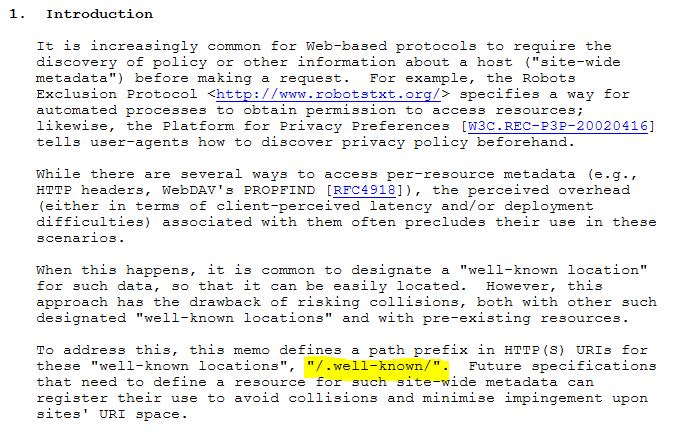 1. Introduction
It is increasingly common for Web-based protocols to require the
discovery of policy or other information about a host ("site-wide
metadata") before making a request. For example, the Robots
Exclusion Protocol <http://www.robotstxt.org/> specifies a way for
automated processes to obtain permission to access resources;
likewise, the Platform for Privacy Preferences [W3C.REC-P3P-20020416]
tells user-agents how to discover privacy policy beforehand.
While there are several ways to access per-resource metadata (e.g.,
HTTP headers, WebDAV's PROPFIND [RFC4918]), the perceived overhead
(either in terms of client-perceived latency and/or deployment
difficulties) associated with them often precludes their use in these
scenarios.
When this happens, it is common to designate a "well-known location"
for such data, so that it can be easily located. However, this
approach has the drawback of risking collisions, both with other such
designated "well-known locations" and with pre-existing resources.
To address this, this memo defines a path prefix in HTTP(S) URIs for
these "well-known locations", "/.well-known/". Future specifications
that need to define a resource for such site-wide metadata can
register their use to avoid collisions and minimise impingement upon
sites' URI space.